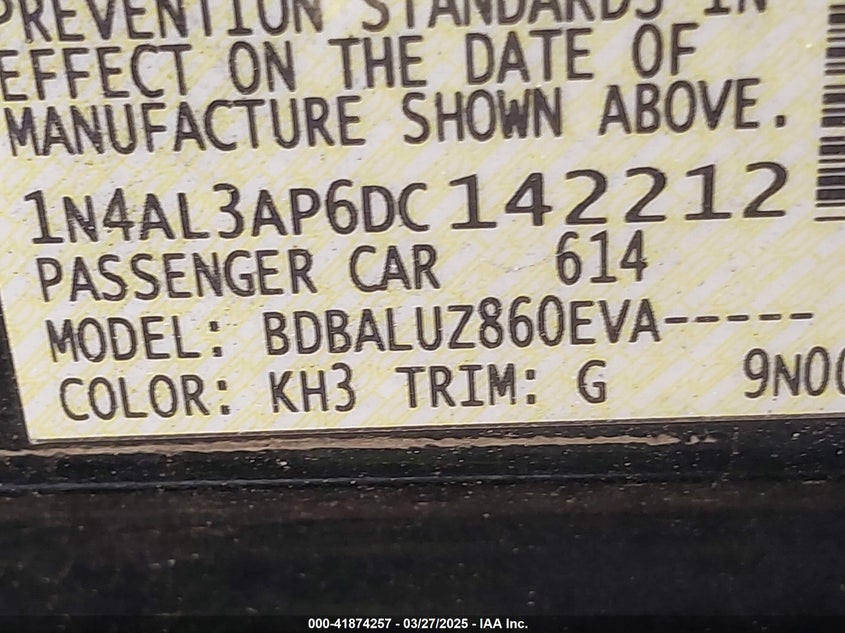 PREVENTION STANDARDS IN
EFFECT ON THE DATE OF
MANUFACTURE SHOWN ABOVE.
1N4AL3AP6DC142212
PASSENGER CAR 614
MODEL: BDBALUZ860EVA-----
COLOR: KH3 TRIM: G 9N00
000-41874257 - 03/27/2025 - IAA Inc.